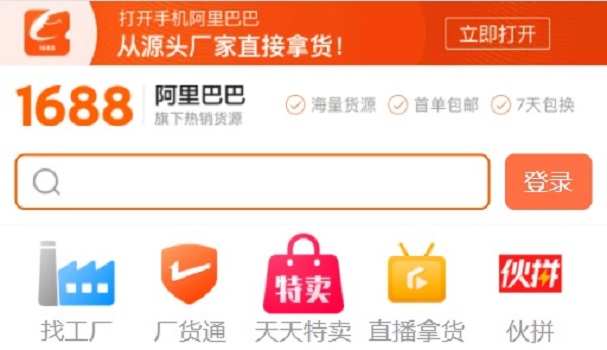 打开手机阿里巴巴
从源头厂家直接拿货！
立即打开
1688
1688
阿里巴巴
旗下热销货源
海量货源
首单包邮
7天包换
登录
特卖
伙拼
找工厂
厂货通
天天特卖
直播拿货
伙拼